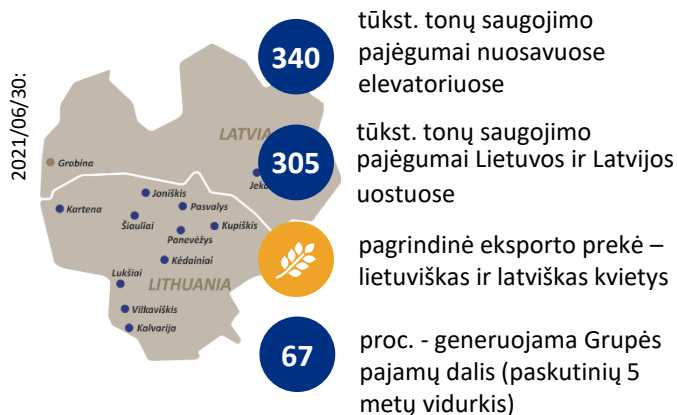 2021/06/30:
LATVIA
Grobina
Joniškis
Kartena
Pasvalys
Šiauliai
Kupiškis
Panevėžys
Kėdainiai
Lukšiai
LITHUANIA
Vilkaviškis
Kalvarija
340
tūkst. tonų saugojimo
pajėgumai nuosavuose
elevatoriuose
305
tūkst. tonų saugojimo
pajėgumai Lietuvos ir Latvijos
uostuose
pagrindinė eksporto prekė –
lietuviškas ir latviškas kvietys
67
proc. - generuojama Grupės
pajamų dalis (paskutinių 5
metų vidurkis)